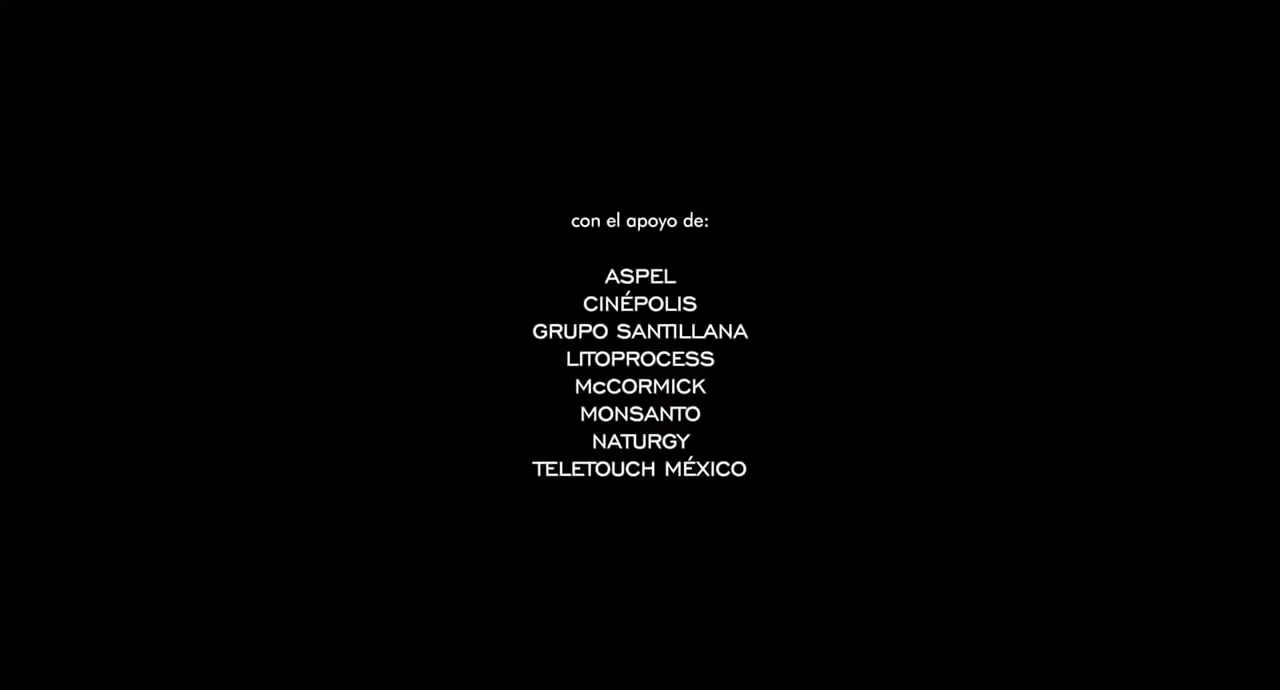 con el apoyo de:
ASPEL
CINÉPOLIS
GRUPO SANTILLANA
LITOPROCESS
McCORMICK
MONSANTO
NATURGY
TELETOUCH MÉXICO